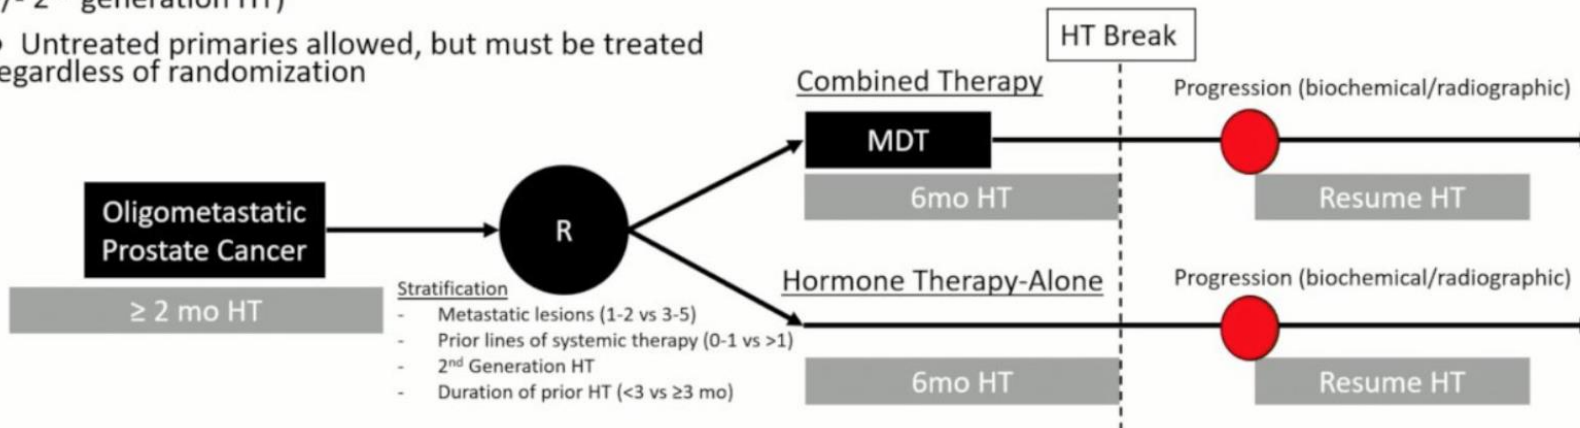 generation HT)
Untreated primaries allowed, but must be treated
egardless of randomization
HT Break
Combined Therapy
Progression (biochemical/radiographic)
MDT
6mo HT
Resume HT
Oligometastatic
Prostate Cancer
≥ 2 mo HT
R
Stratification
- Metastatic lesions (1-2 vs 3-5)
- Prior lines of systemic therapy (0-1 vs >1)
- 2nd Generation HT
- Duration of prior HT (<3 vs ≥3 mo)
Hormone Therapy-Alone
Progression (biochemical/radiographic)
6mo HT
Resume HT